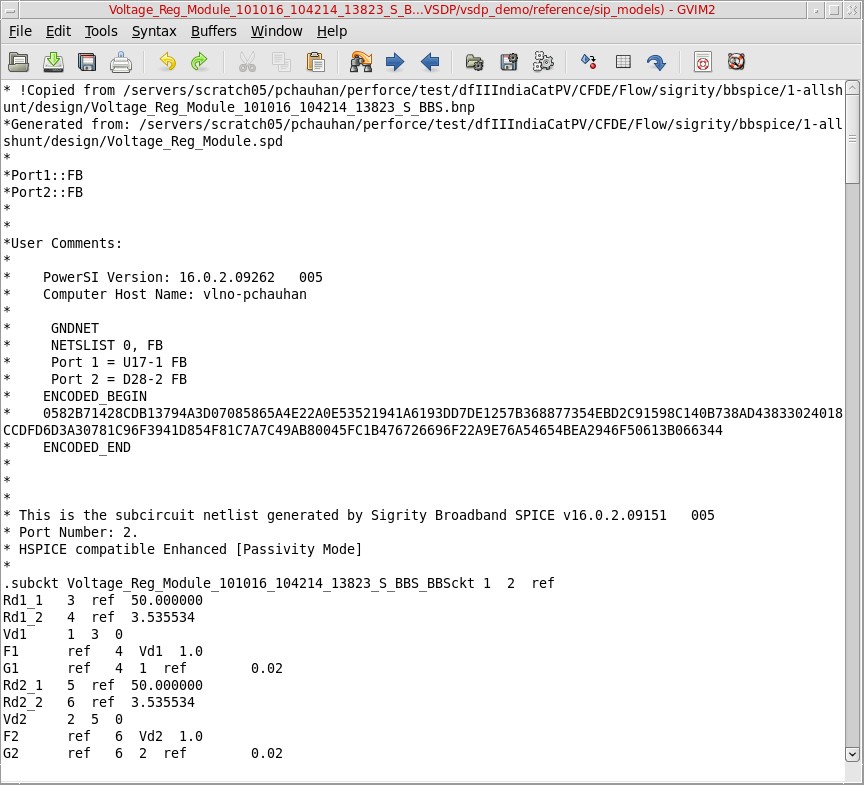 Voltage_Reg_Module_101016_104214_13823_S_B...VSDP/vsdp_demo/reference/sip_models) - GVIM2
File Edit Tools Syntax Buffers Window Help
* !Copied from /servers/scratch05/pchauhan/perforce/test/dfIIIndiaCatPV/CFDE/Flow/sigrity/bbspice/1-allsh
unt/design/Voltage_Reg_Module_101016_104214_13823_S_BBS.bnp
*Generated from: /servers/scratch05/pchauhan/perforce/test/dfIIIndiaCatPV/CFDE/Flow/sigrity/bbspice/1-all
shunt/design/Voltage_Reg_Module.spd
*
*Port1::FB
*Port2::FB
*
*
*User Comments:
*
*    PowerSI Version: 16.0.2.09262   005
*    Computer Host Name: vlno-pchauhan
*
*     GNDNET
*     NETSLIST 0, FB
*     Port 1 = U17-1 FB
*     Port 2 = D28-2 FB
*    ENCODED_BEGIN
*    0582B71428CDB13794A3D07085865A4E22A0E53521941A6193DD7DE1257B368877354EBD2C91598C140B738AD43833024018
CCDFD6D3A30781C96F3941D854F81C7A7C49AB80045FC1B476726696F22A9E76A54654BEA2946F50613B066344
*    ENCODED_END
*
*
*
* This is the subcircuit netlist generated by Sigrity Broadband SPICE v16.0.2.09151   005
* Port Number: 2.
* HSPICE compatible Enhanced [Passivity Mode]
*
.subckt Voltage_Reg_Module_101016_104214_13823_S_BBS_BBSckt 1  2  ref
Rd1_1   3  ref  50.000000
Rd1_2   4  ref  3.535534
Vd1     1  3  0
F1      ref   4  Vd1  1.0
G1      ref   4  1  ref        0.02
Rd2_1   5  ref  50.000000
Rd2_2   6  ref  3.535534
Vd2     2  5  0
F2      ref   6  Vd2  1.0
G2      ref   6  2  ref        0.02